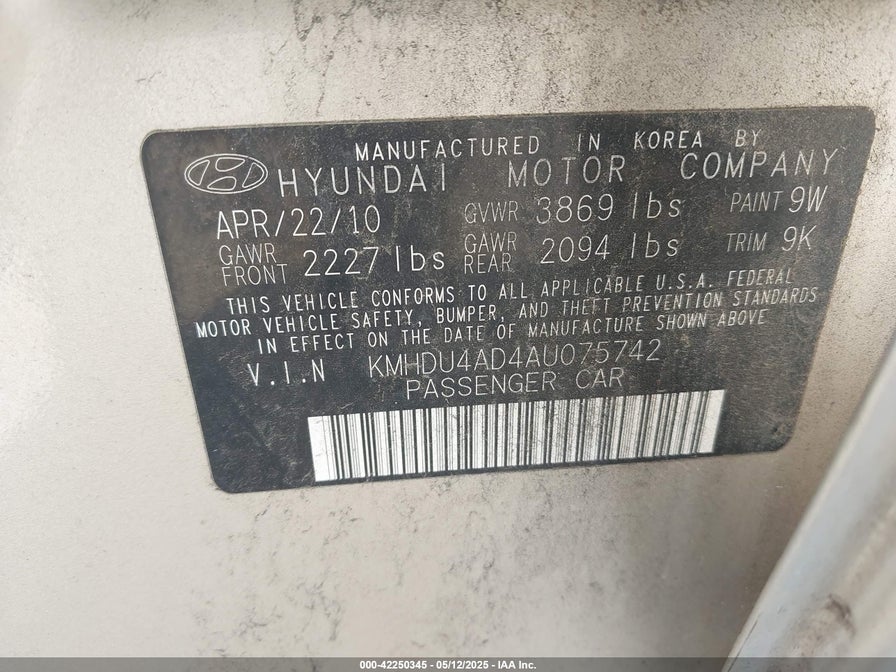 MANUFACTURED IN KOREA BY
HYUNDAI MOTOR COMPANY
APR/22/10 GVWR 3869 lbs PAINT 9W
GAWR FRONT 2227 lbs GAWR REAR 2094 lbs TRIM 9K
THIS VEHICLE CONFORMS TO ALL APPLICABLE U.S.A. FEDERAL
MOTOR VEHICLE SAFETY, BUMPER, AND THEFT PREVENTION STANDARDS
IN EFFECT ON THE DATE OF MANUFACTURE SHOWN ABOVE
V.I.N KMHDU4AD4AU075742
PASSENGER CAR
000-42250345 - 05/12/2025 - IAA Inc.